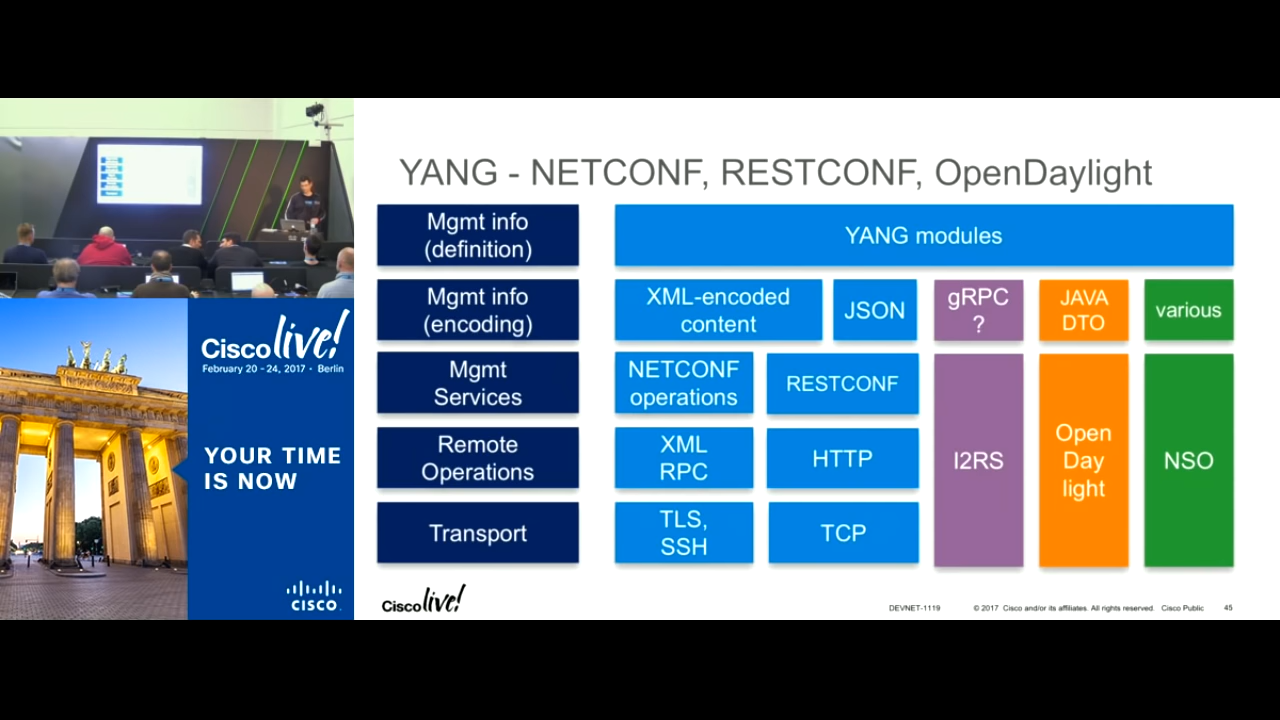 YANG - NETCONF, RESTCONF, OpenDaylight
Mgmt info
(definition)
YANG modules
Mgmt info
(encoding)
XML-encoded
content
JSON
gRPC
?
JAVA
DTO
various
Mgmt
Services
NETCONF
operations
RESTCONF
Remote
Operations
XML
RPC
HTTP
I2RS
Open
Day
light
NSO
Transport
TLS,
SSH
TCP
Cisco live!
DEVNET-1119 © 2017 Cisco and/or its affiliates. All rights reserved. Cisco Public 45
Cisco live!
February 20 - 24, 2017 • Berlin
YOUR TIME
IS NOW
CISCO